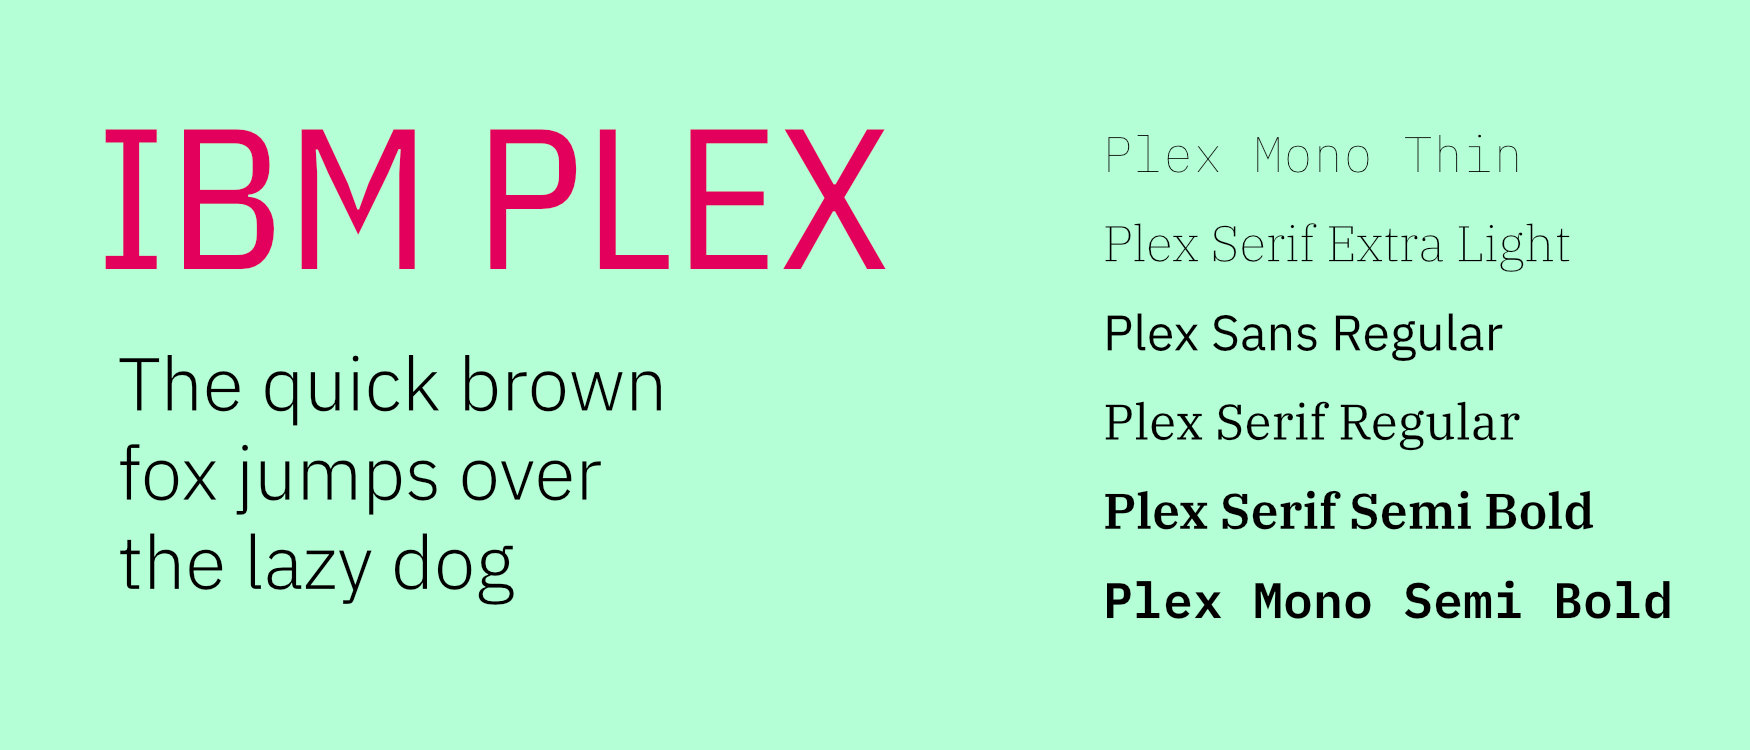 IBM PLEX
The quick brown
fox jumps over
the lazy dog
Plex Mono Thin
Plex Serif Extra Light
Plex Sans Regular
Plex Serif Regular
Plex Serif Semi Bold
Plex Mono Semi Bold